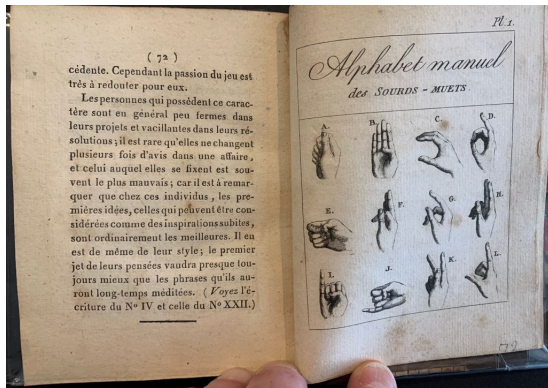 ( 72 )
cédente. Cependant la passion du jeu est
très à redouter pour eux.
Les personnes qui possèdent ce carac-
tère sont en général peu fermes dans
leurs projets et vacillantes dans leurs ré-
solutions ; il est rare qu'elles ne changent
plusieurs fois d'avis dans une affaire,
et celui auquel elles se fixent est sou-
vent le plus mauvais ; car il est à remar-
quer que chez ces individus, les pre-
mières idées, celles qui peuvent être con-
sidérées comme des inspirations subites,
sont ordinairement les meilleures. Il en
est de même de leur style ; le premier
jet de leurs pensées vaudra presque tou-
jours mieux que les phrases qu'ils au-
ront long-temps méditées. ( Voyez l'é-
criture du Nº IV et celle du Nº XXII.)
Pl: 1.
Alphabet manuel
des SOURDS - MUETS.
A. B. C. D.
E. F. G. H.
I. J. K. L.
72